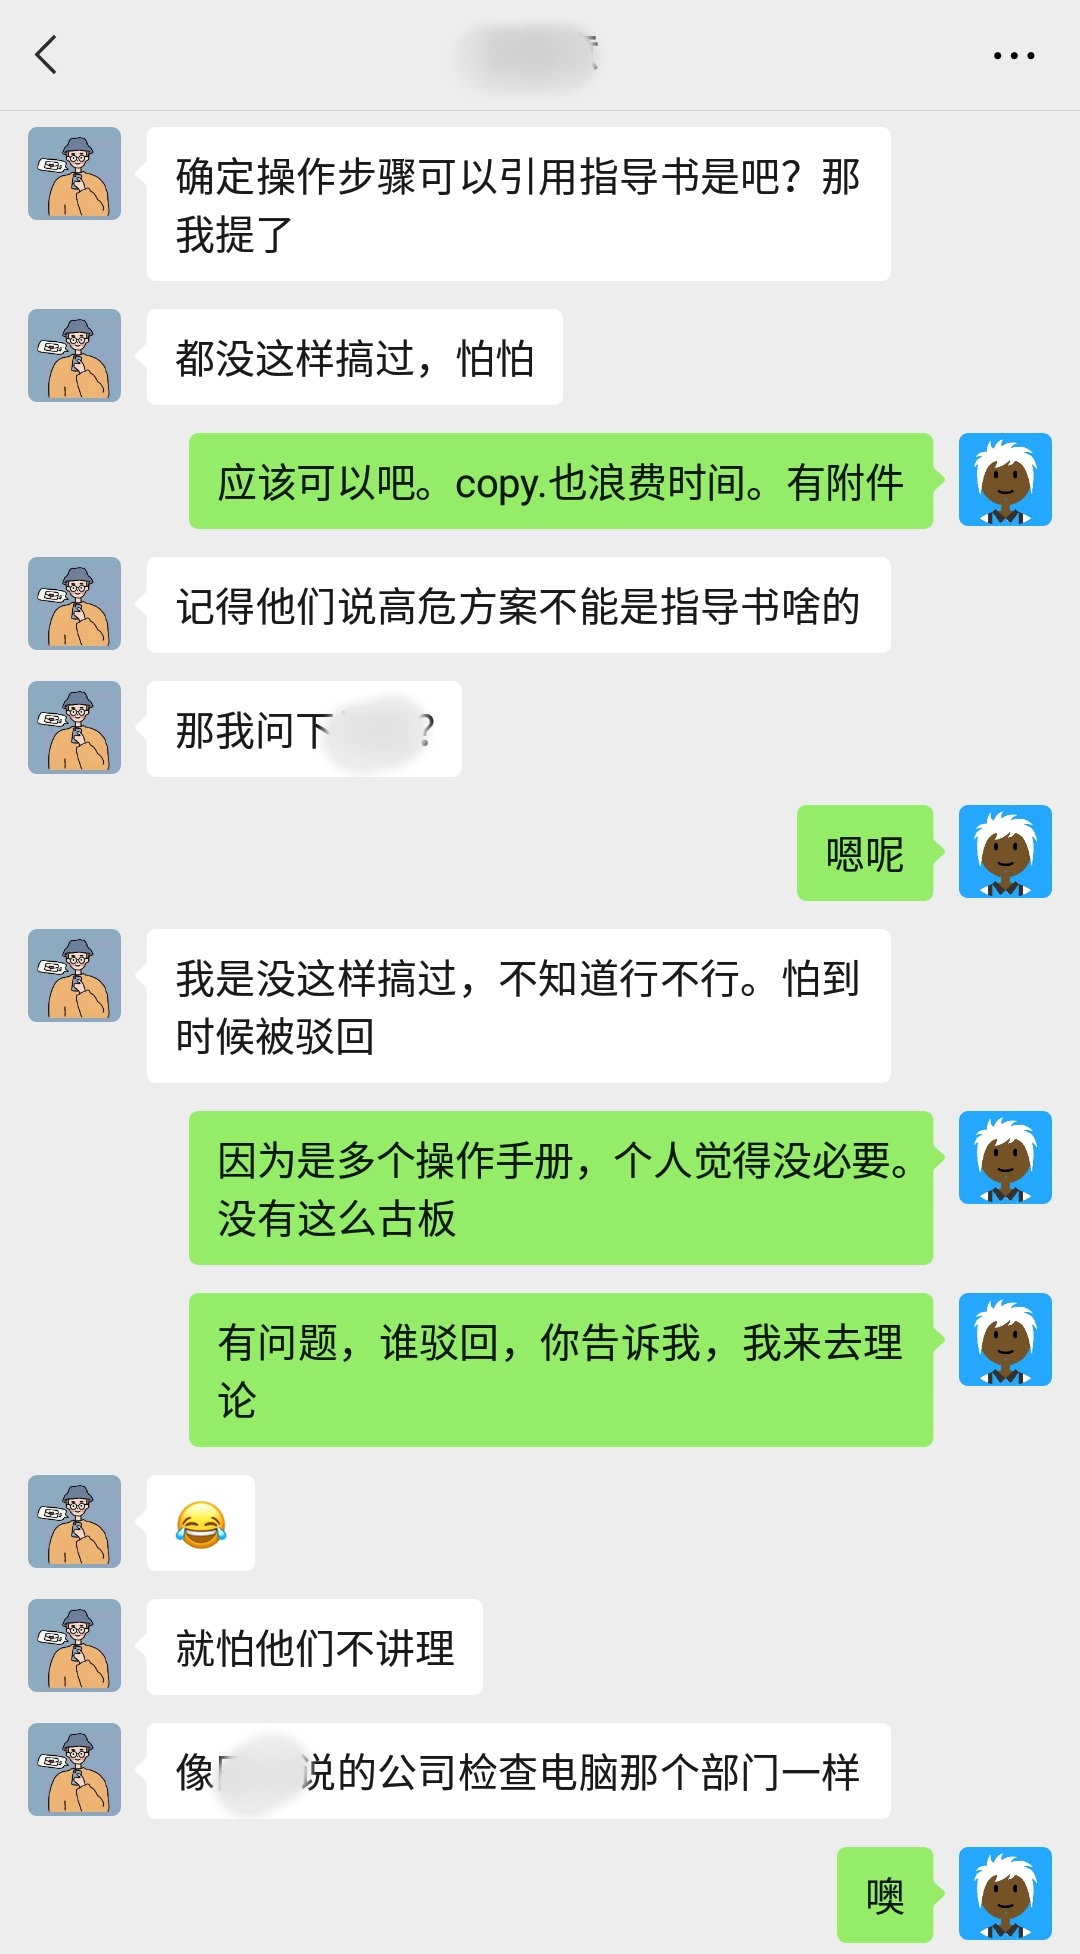 确定操作步骤可以引用指导书是吧？那
我提了
都没这样搞过，怕怕
应该可以吧。copy.也浪费时间。有附件
记得他们说高危方案不能是指导书啥的
那我问下？
嗯呢
我是没这样搞过，不知道行不行。怕到
时候被驳回
因为是多个操作手册，个人觉得没必要。
没有这么古板
有问题，谁驳回，你告诉我，我来去理
论
😂
就怕他们不讲理
像说的公司检查电脑那个部门一样
噢